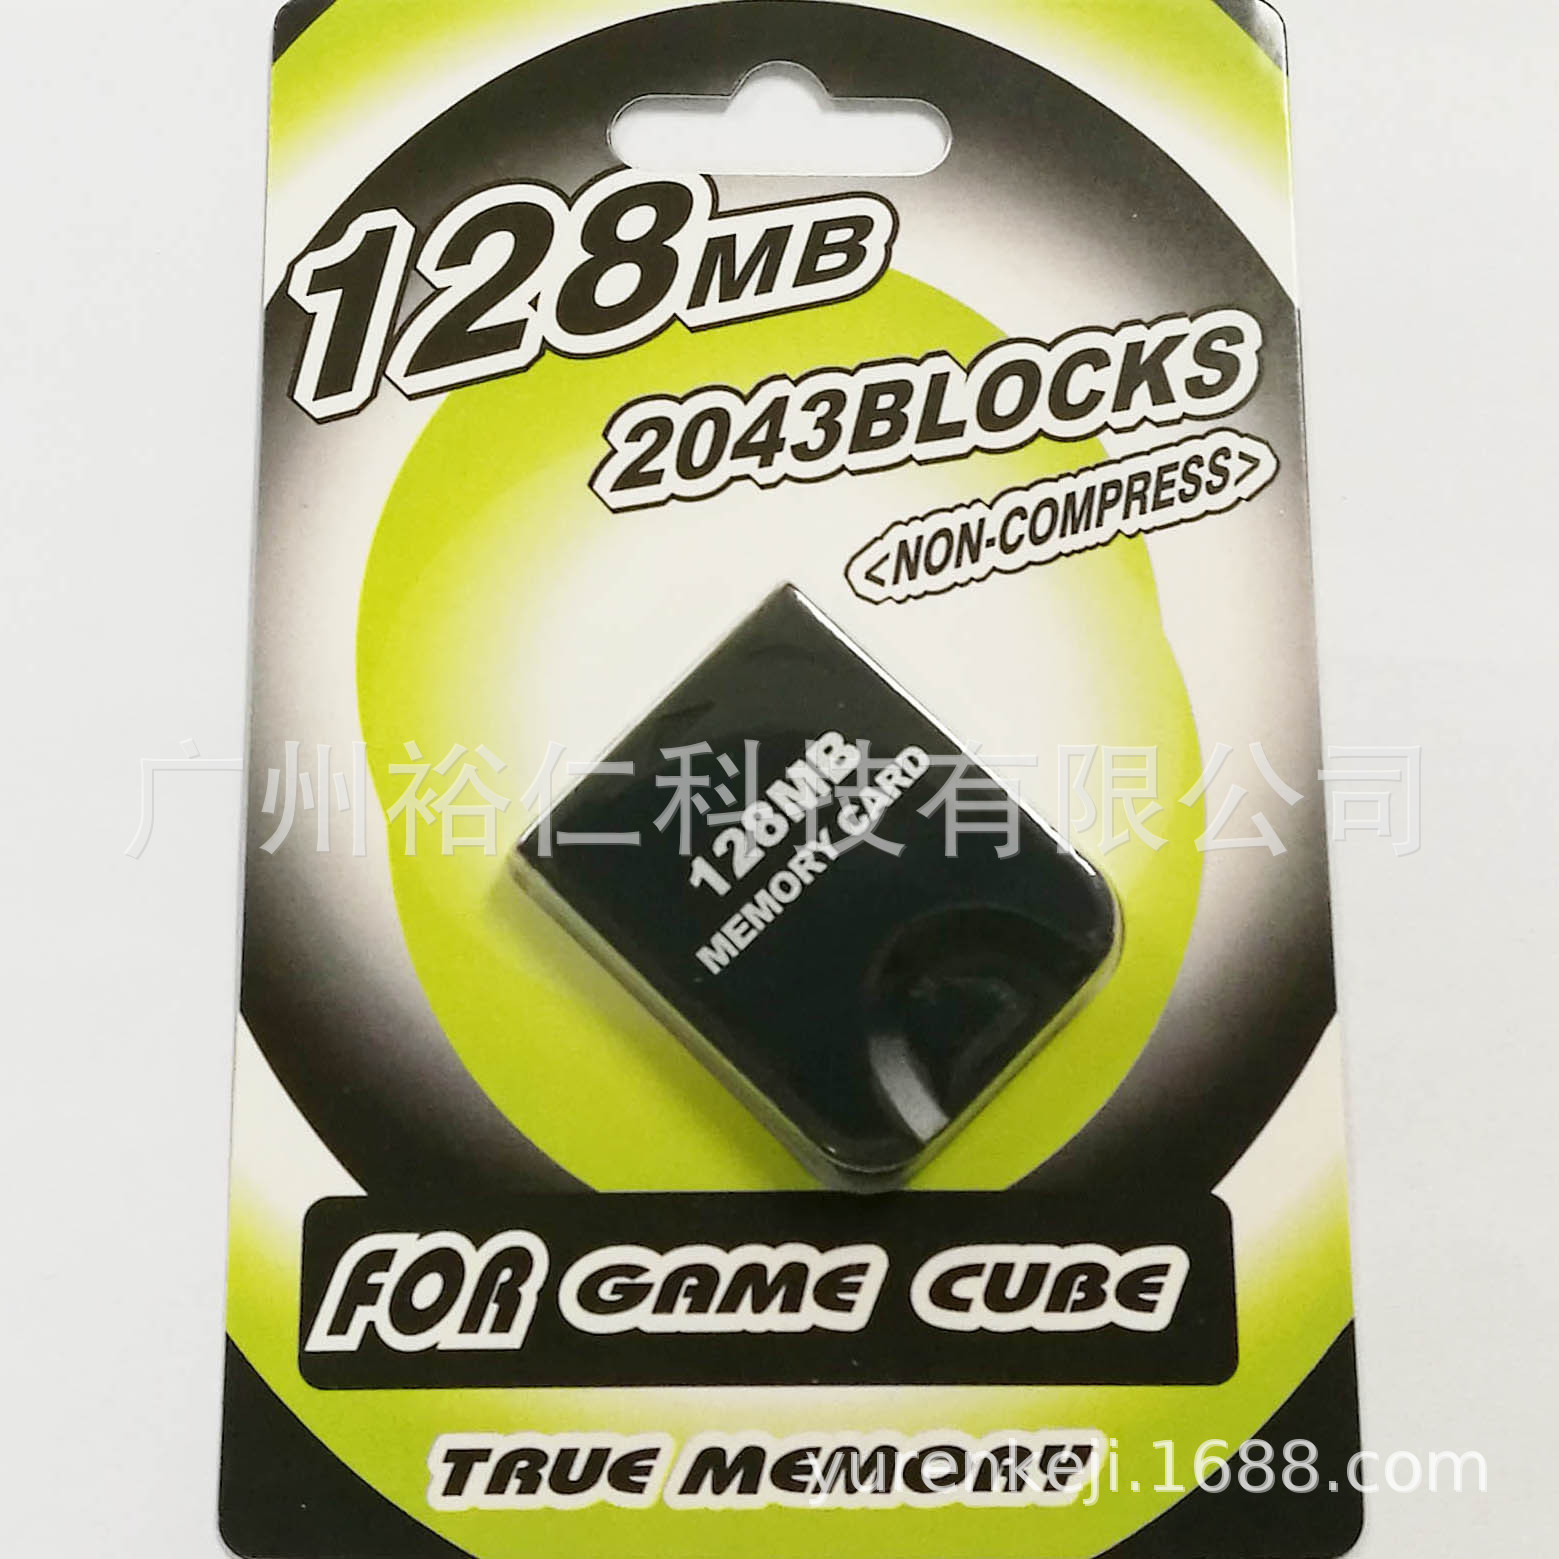 128MB
2043BLOCKS
<NON-COMPRESS>
128MB
MEMORY CARD
广州裕仁科技有限公司
FOR GAME CUBE
TRUE MEMORY
yurenkeji.1688.com